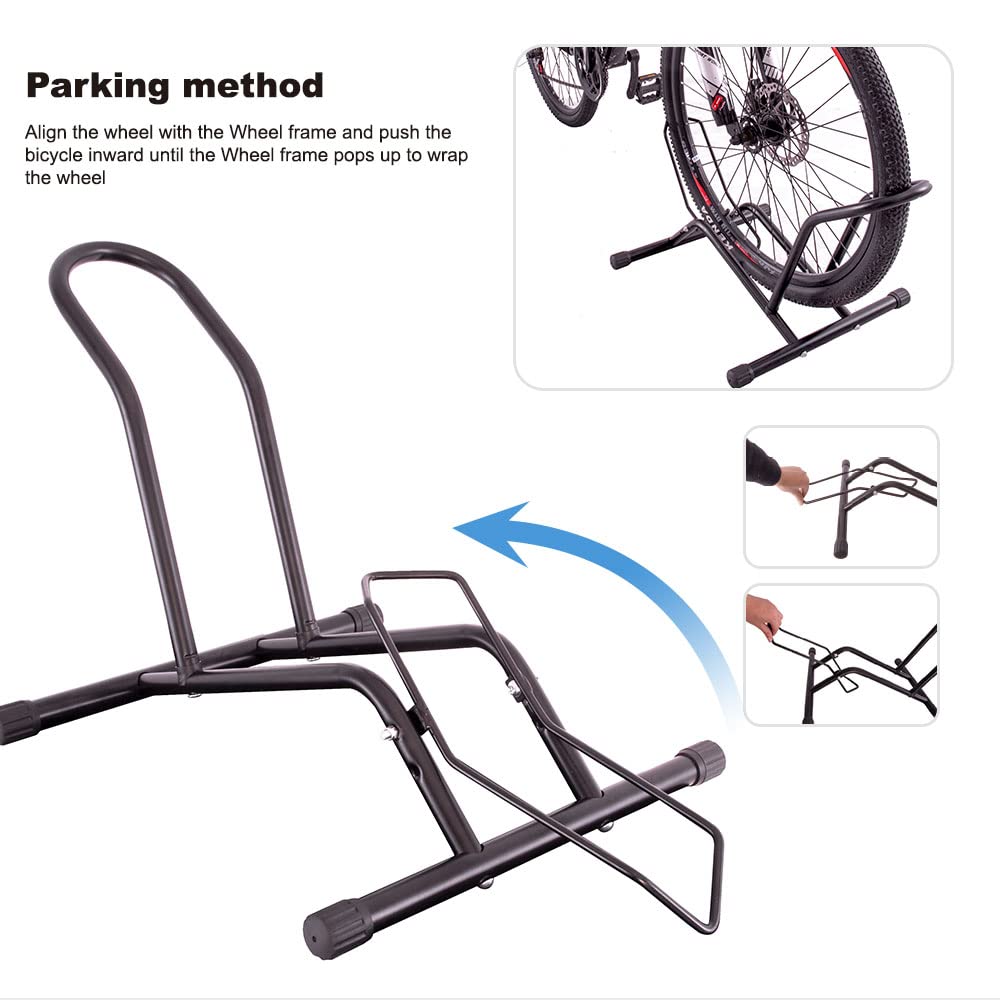 Parking method
Align the wheel with the Wheel frame and push the
bicycle inward until the Wheel frame pops up to wrap
the wheel
KENDA